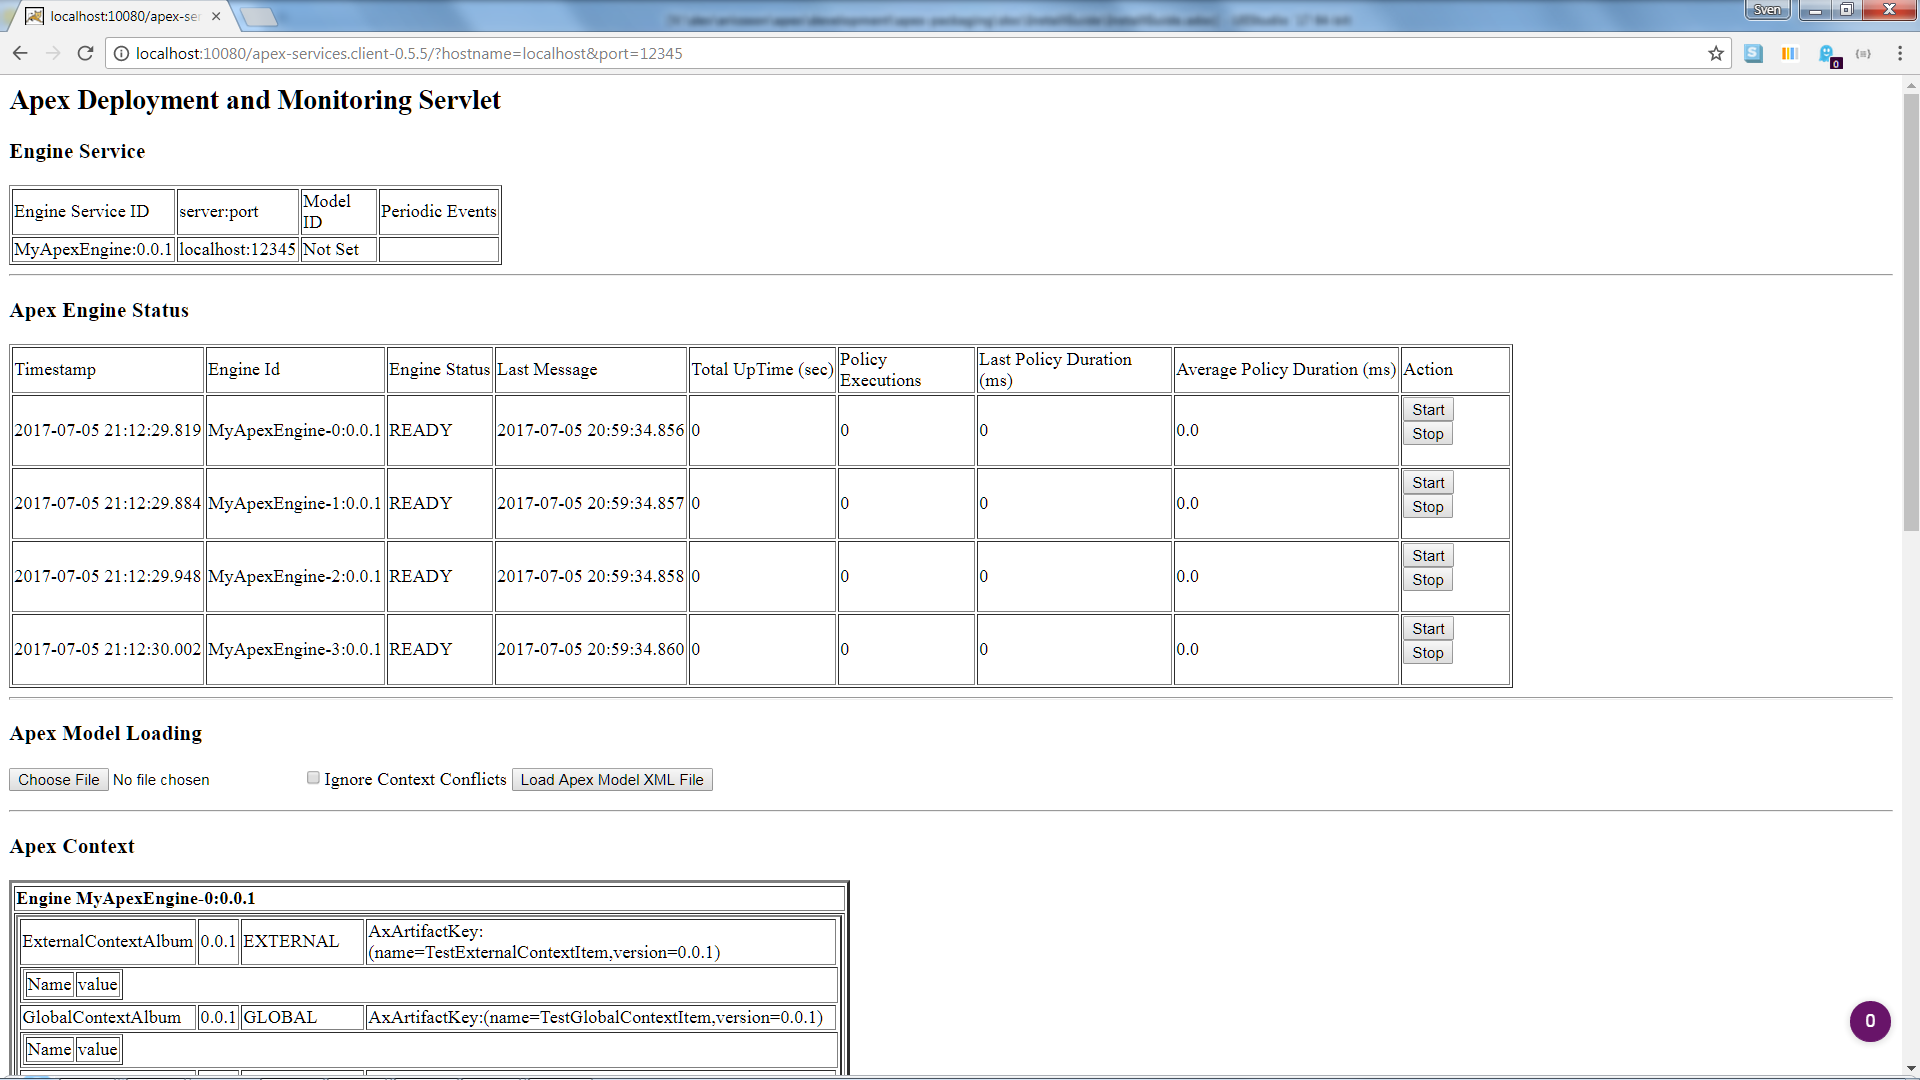 localhost:10080/apex-ser
Sven
localhost:10080/apex-services.client-0.5.5/?hostname=localhost&port=12345
S
0
Apex Deployment and Monitoring Servlet
Engine Service
Engine Service ID server:port Model ID Periodic Events
MyApexEngine:0.0.1 localhost:12345 Not Set
Apex Engine Status
Timestamp Engine Id Engine Status Last Message Total UpTime (sec) Policy Executions Last Policy Duration (ms) Average Policy Duration (ms) Action
2017-07-05 21:12:29.819 MyApexEngine-0:0.0.1 READY 2017-07-05 20:59:34.856 0 0 0 0.0 Start
Stop
2017-07-05 21:12:29.884 MyApexEngine-1:0.0.1 READY 2017-07-05 20:59:34.857 0 0 0 0.0 Start
Stop
2017-07-05 21:12:29.948 MyApexEngine-2:0.0.1 READY 2017-07-05 20:59:34.858 0 0 0 0.0 Start
Stop
2017-07-05 21:12:30.002 MyApexEngine-3:0.0.1 READY 2017-07-05 20:59:34.860 0 0 0 0.0 Start
Stop
Apex Model Loading
Choose File No file chosen Ignore Context Conflicts Load Apex Model XML File
Apex Context
Engine MyApexEngine-0:0.0.1
ExternalContextAlbum 0.0.1 EXTERNAL AxArtifactKey:
(name=TestExternalContextItem,version=0.0.1)
Name value
GlobalContextAlbum 0.0.1 GLOBAL AxArtifactKey:(name=TestGlobalContextItem,version=0.0.1)
Name value
0